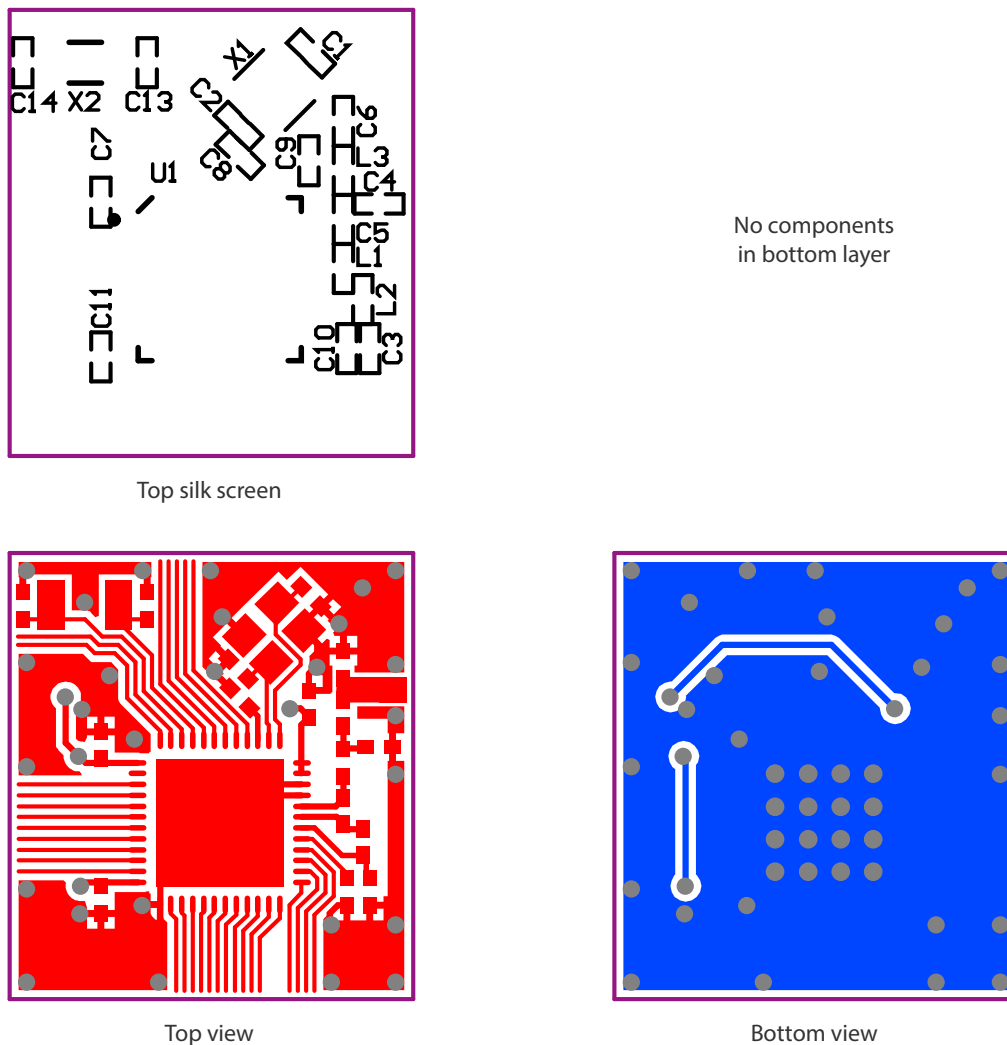 X1
C1
C14
X2
C13
C2
C6
C7
C8
C9
L3
U1
C4
C5
L1
C11
L2
C10
C3
No components
in bottom layer
Top silk screen
Top view
Bottom view